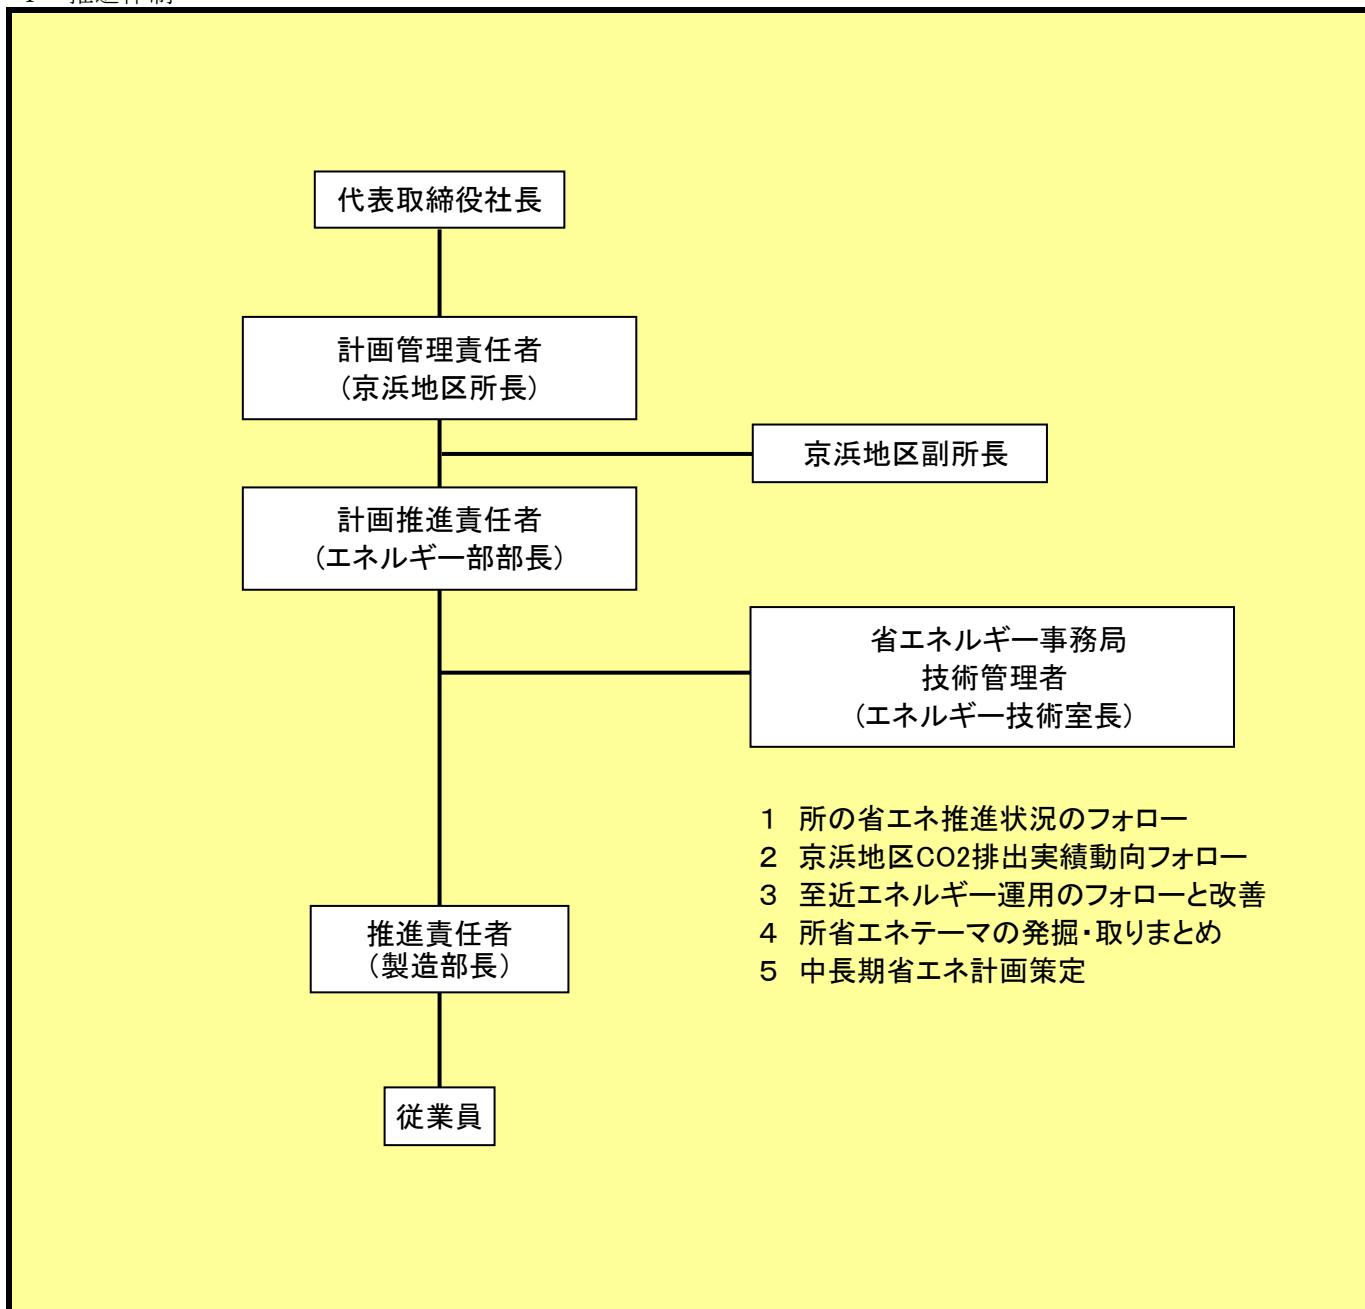 代表取締役社長
計画管理責任者
(京浜地区所長)
京浜地区副所長
計画推進責任者
(エネルギー部部長)
省エネルギー事務局
技術管理者
(エネルギー技術室長)
1 所の省エネ推進状況のフォロー
2 京浜地区CO2排出実績動向フォロー
3 至近エネルギー運用のフォローと改善
4 所省エネテーマの発掘・取りまとめ
5 中長期省エネ計画策定
推進責任者
(製造部長)
従業員